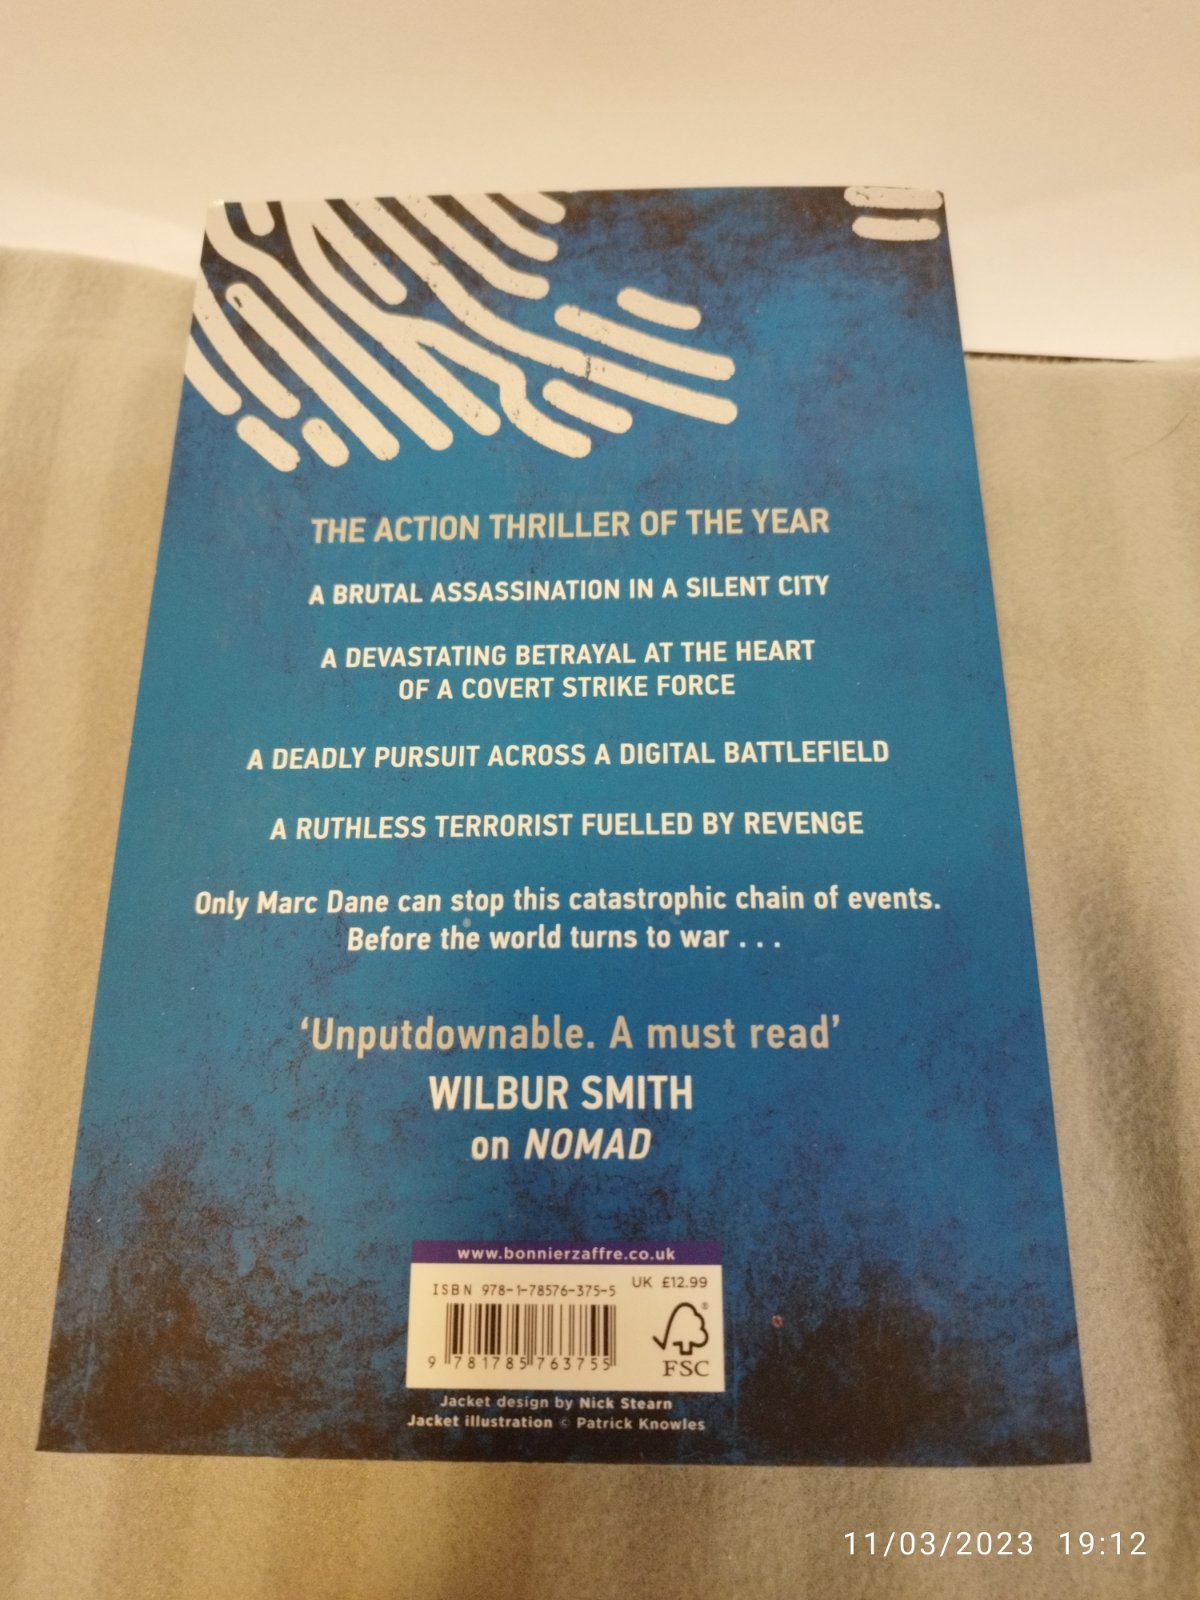 THE ACTION THRILLER OF THE YEAR
A BRUTAL ASSASSINATION IN A SILENT CITY
A DEVASTATING BETRAYAL AT THE HEART
OF A COVERT STRIKE FORCE
A DEADLY PURSUIT ACROSS A DIGITAL BATTLEFIELD
A RUTHLESS TERRORIST FUELLED BY REVENGE
Only Marc Dane can stop this catastrophic chain of events.
Before the world turns to war . . .
‘Unputdownable. A must read’
WILBUR SMITH
on NOMAD
www.bonnierzaffre.co.uk
ISBN 978-1-78576-375-5
UK £12.99
9 781785 763755
® FSC
Jacket design by Nick Stearn
Jacket illustration © Patrick Knowles
11/03/2023 19:12